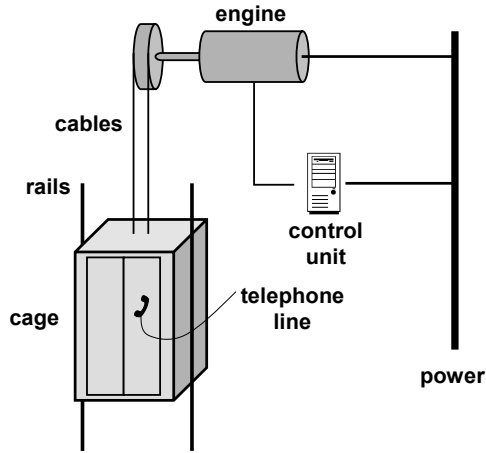 engine
cables
rails
control
unit
cage
telephone
line
power